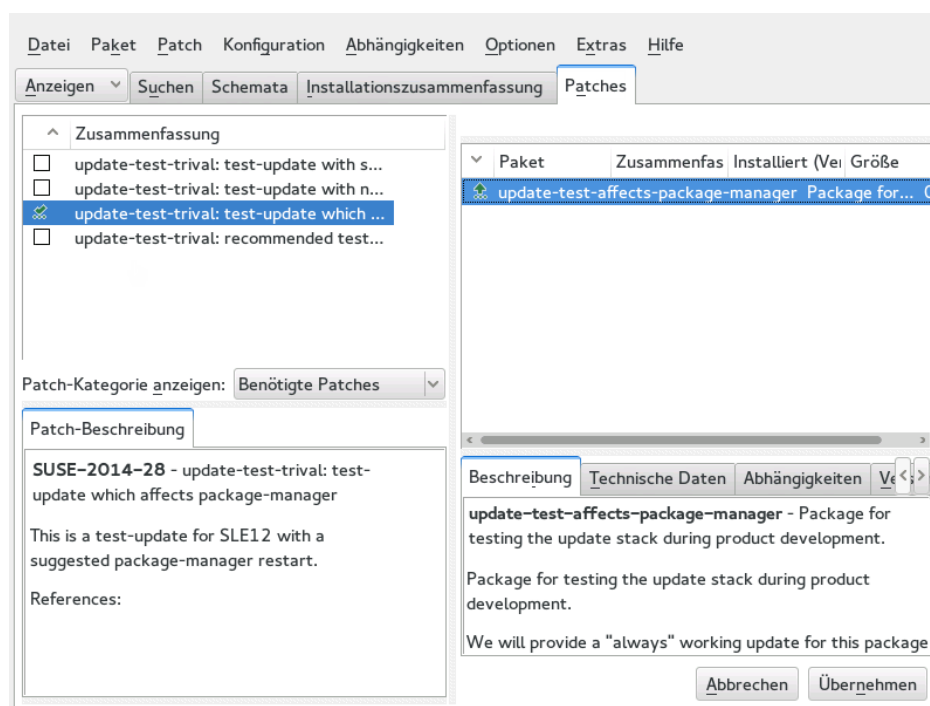 Datei Paket Patch Konfiguration Abhängigkeiten Optionen Extras Hilfe
Anzeigen Suchen Schemata Installationszusammenfassung Patches
Zusammenfassung
update-test-trival: test-update with s...
update-test-trival: test-update with n...
update-test-trival: test-update which ...
update-test-trival: recommended test...
Patch-Kategorie anzeigen: Benötigte Patches
Patch-Beschreibung
SUSE-2014-28 - update-test-trival: test-
update which affects package-manager
This is a test-update for SLE12 with a
suggested package-manager restart.
References:
Paket Zusammenfas Installiert (Ver Größe
update-test-affects-package-manager Package for...
Beschreibung Technische Daten Abhängigkeiten
update-test-affects-package-manager - Package for
testing the update stack during product development.
Package for testing the update stack during product
development.
We will provide a "always" working update for this package
Abbrechen Übernehmen